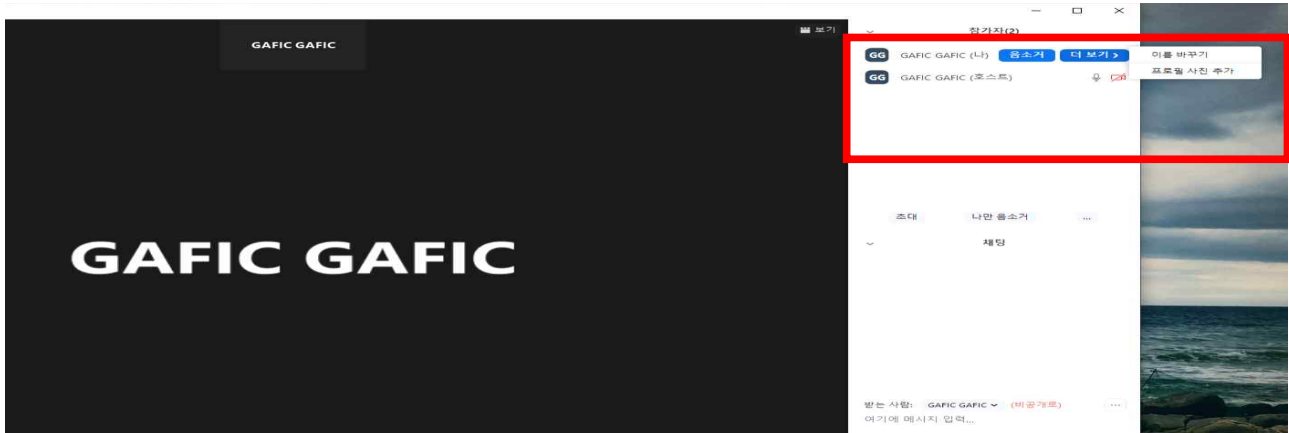 보기
GAFIC GAFIC
GAFIC GAFIC
참가자(2)
GG GAFIC GAFIC (나) 음소거 더 보기 >
이름 바꾸기
프로필 사진 추가
GG GAFIC GAFIC (호스트)
초대 나만 음소거 ...
채팅
받는 사람: GAFIC GAFIC (비공개로) ...
여기에 메시지 입력...